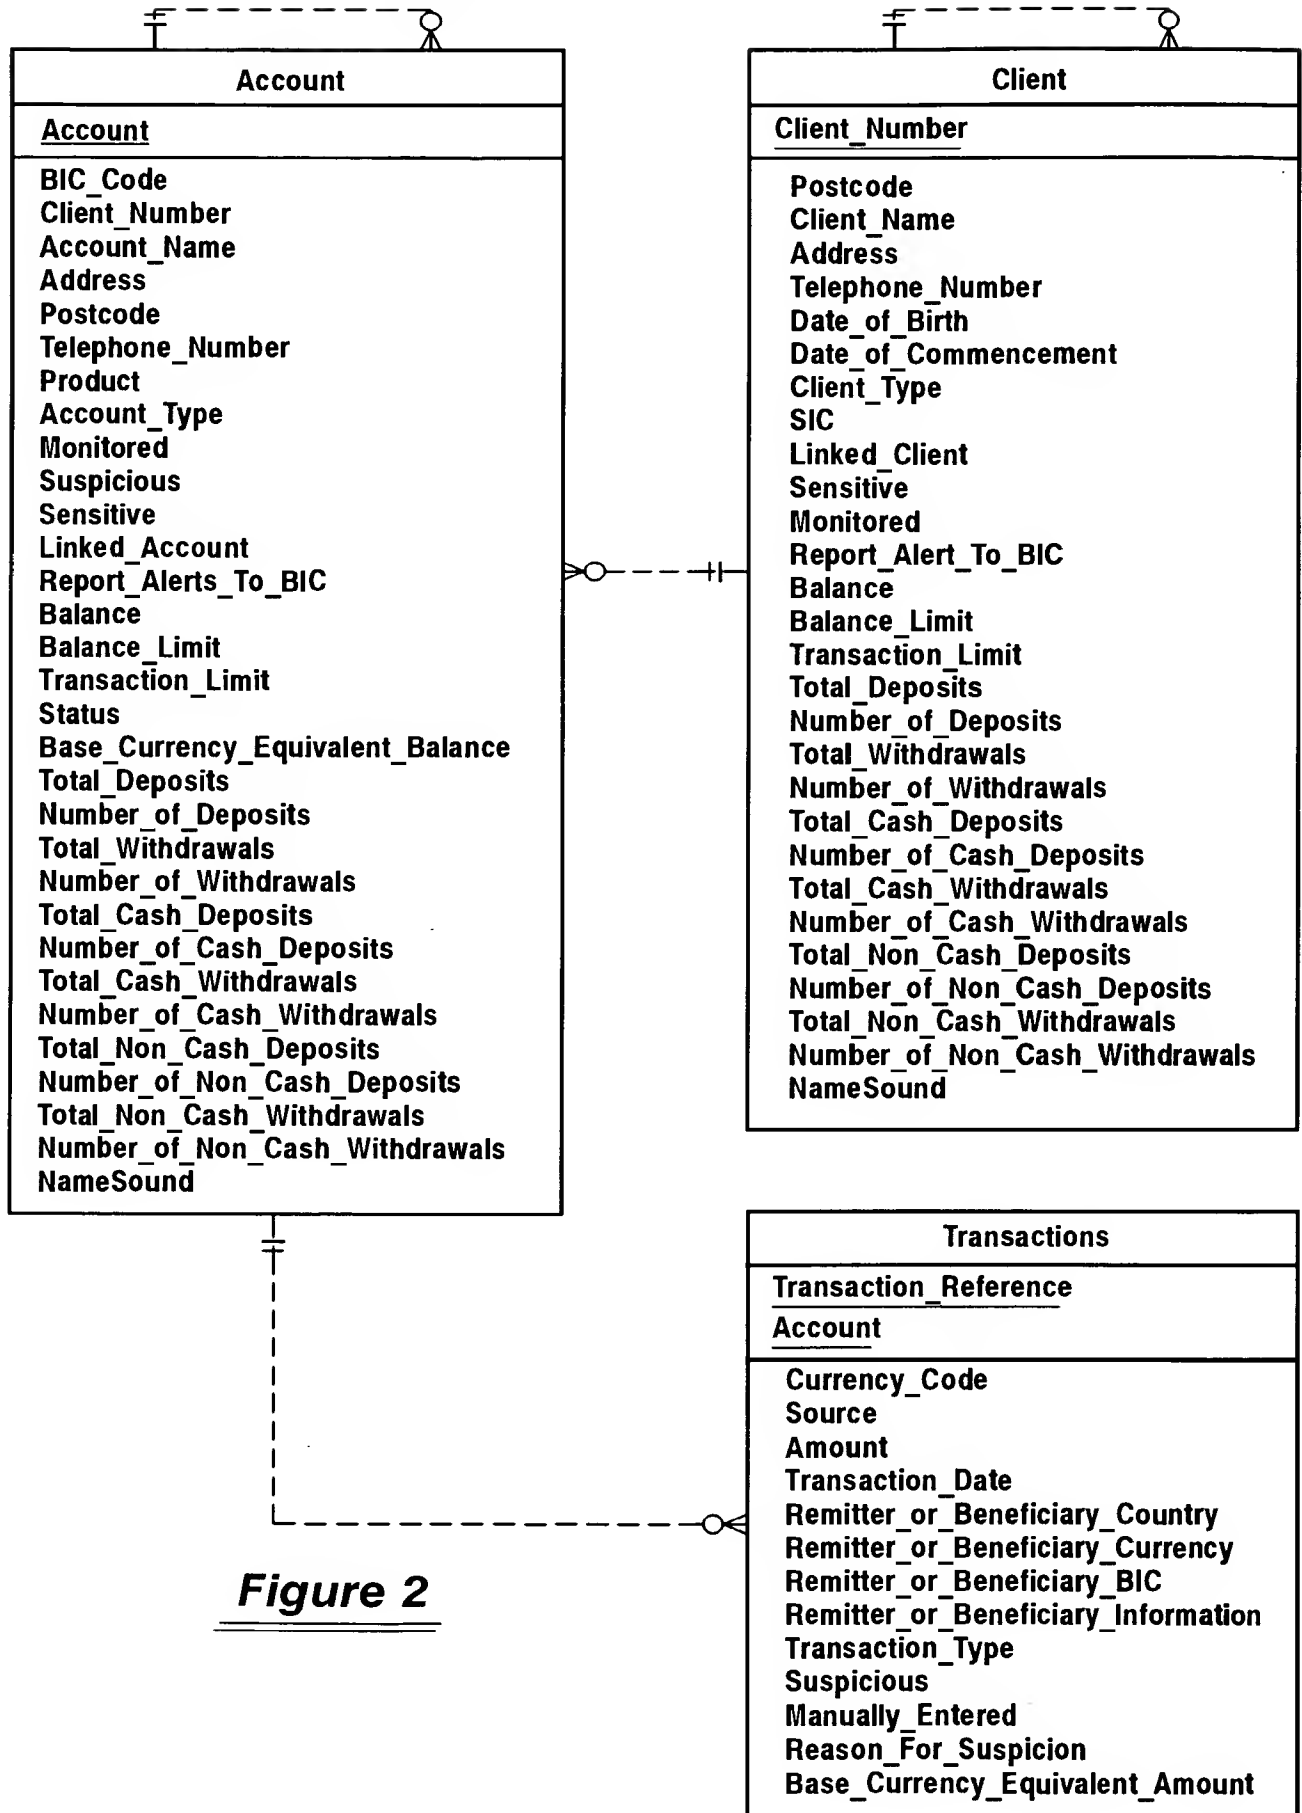 Account
Account
BIC_Code
Client_Number
Account_Name
Address
Postcode
Telephone_Number
Product
Account_Type
Monitored
Suspicious
Sensitive
Linked_Account
Report_Alerts_To_BIC
Balance
Balance_Limit
Transaction_Limit
Status
Base_Currency_Equivalent_Balance
Total_Deposits
Number_of_Deposits
Total_Withdrawals
Number_of_Withdrawals
Total_Cash_Deposits
Number_of_Cash_Deposits
Total_Cash_Withdrawals
Number_of_Cash_Withdrawals
Total_Non_Cash_Deposits
Number_of_Non_Cash_Deposits
Total_Non_Cash_Withdrawals
Number_of_Non_Cash_Withdrawals
NameSound
Client
Client_Number
Postcode
Client_Name
Address
Telephone_Number
Date_of_Birth
Date_of_Commencement
Client_Type
SIC
Linked_Client
Sensitive
Monitored
Report_Alert_To_BIC
Balance
Balance_Limit
Transaction_Limit
Total_Deposits
Number_of_Deposits
Total_Withdrawals
Number_of_Withdrawals
Total_Cash_Deposits
Number_of_Cash_Deposits
Total_Cash_Withdrawals
Number_of_Cash_Withdrawals
Total_Non_Cash_Deposits
Number_of_Non_Cash_Deposits
Total_Non_Cash_Withdrawals
Number_of_Non_Cash_Withdrawals
NameSound
Transactions
Transaction_Reference
Account
Currency_Code
Source
Amount
Transaction_Date
Remitter_or_Beneficiary_Country
Remitter_or_Beneficiary_Currency
Remitter_or_Beneficiary_BIC
Remitter_or_Beneficiary_Information
Transaction_Type
Suspicious
Manually_Entered
Reason_For_Suspicion
Base_Currency_Equivalent_Amount
Figure 2